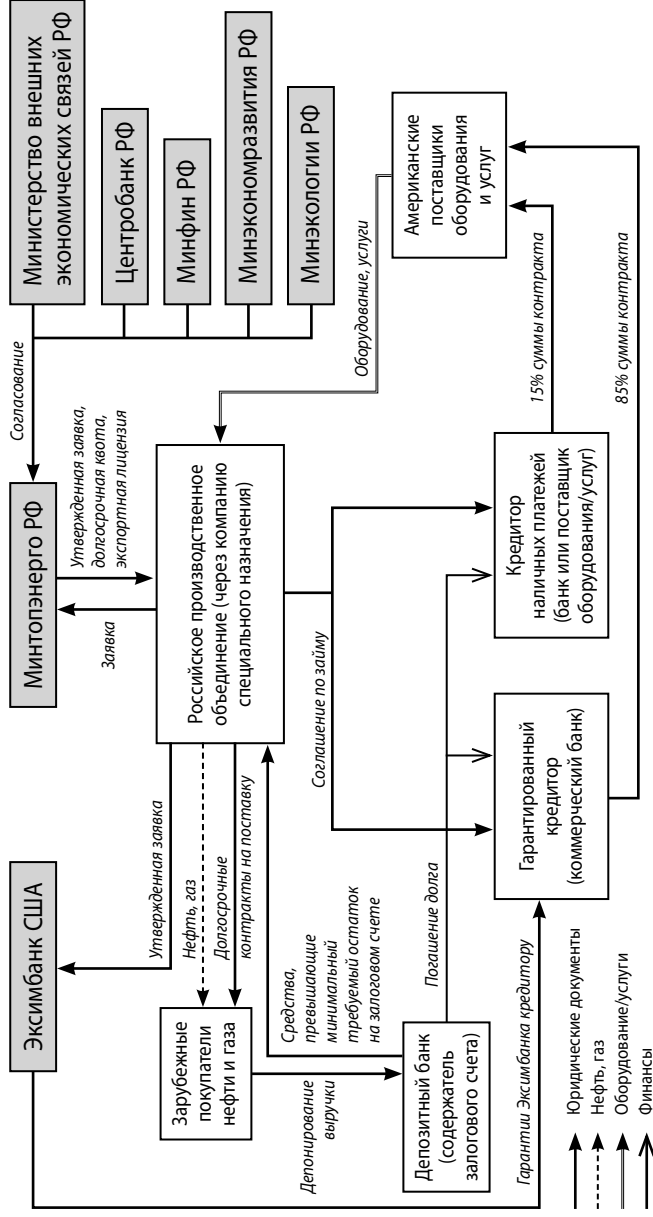 Эксимбанк США
Минтопэнерго РФ
Согласование
Министерство внешних
экономических связей РФ
Центробанк РФ
Минфин РФ
Минэкономразвития РФ
Минэкологии РФ
Заявка
Утвержденная заявка,
долгосрочная квота,
экспортная лицензия
Утвержденная заявка
Нефть, газ
Долгосрочные
контракты на поставку
Российское производственное
объединение (через компанию
специального назначения)
Оборудование, услуги
Зарубежные
покупатели
нефти и газа
Средства,
превышающие
минимальный
требуемый остаток
на залоговом счете
Депонирование
выручки
Соглашение по займу
Американские
поставщики
оборудования
и услуг
Депозитный банк
(содержатель
залогового счета)
Погашение долга
Гарантированный
кредитор
(коммерческий банк)
Кредитор
наличных платежей
(банк или поставщик
оборудования/услуг)
15% суммы контракта
85% суммы контракта
Гарантии Эксимбанка кредитору
Юридические документы
Нефть, газ
Оборудование/услуги
Финансы